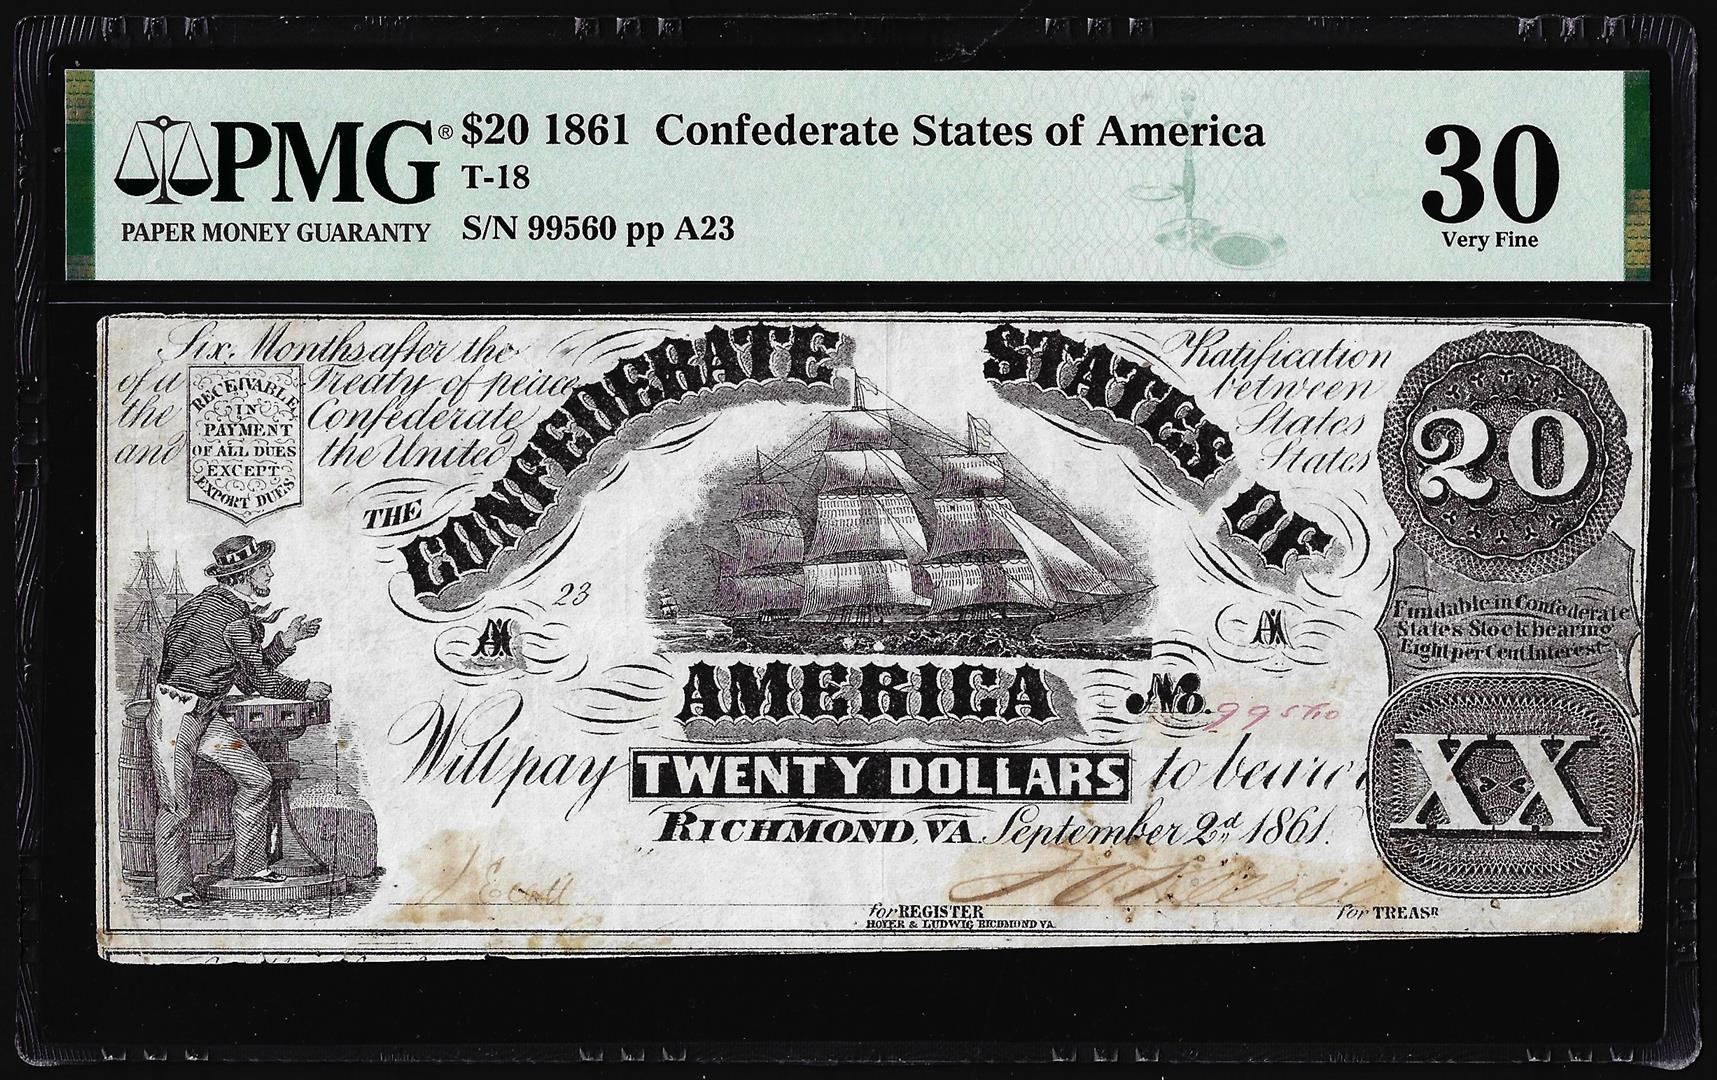 PMG® $20 1861 Confederate States of America
T-18
PAPER MONEY GUARANTY S/N 99560 pp A23
30
Very Fine
Six Months after the Ratification
of a Treaty of peace between
the Confederate States
and the United States
RECEIVABLE
IN
PAYMENT
OF ALL DUES
EXCEPT
EXPORT DUES
THE CONFEDERATE STATES OF
AMERICA
20
23
A1 A1
Fundable in Confederate
States Stock bearing
Eight per Cent Interest
No. 99560
Will pay TWENTY DOLLARS to bearer
XX
RICHMOND, VA September 2d 1861.
for REGISTER for TREASR
HOYER & LUDWIG RICHMOND VA.